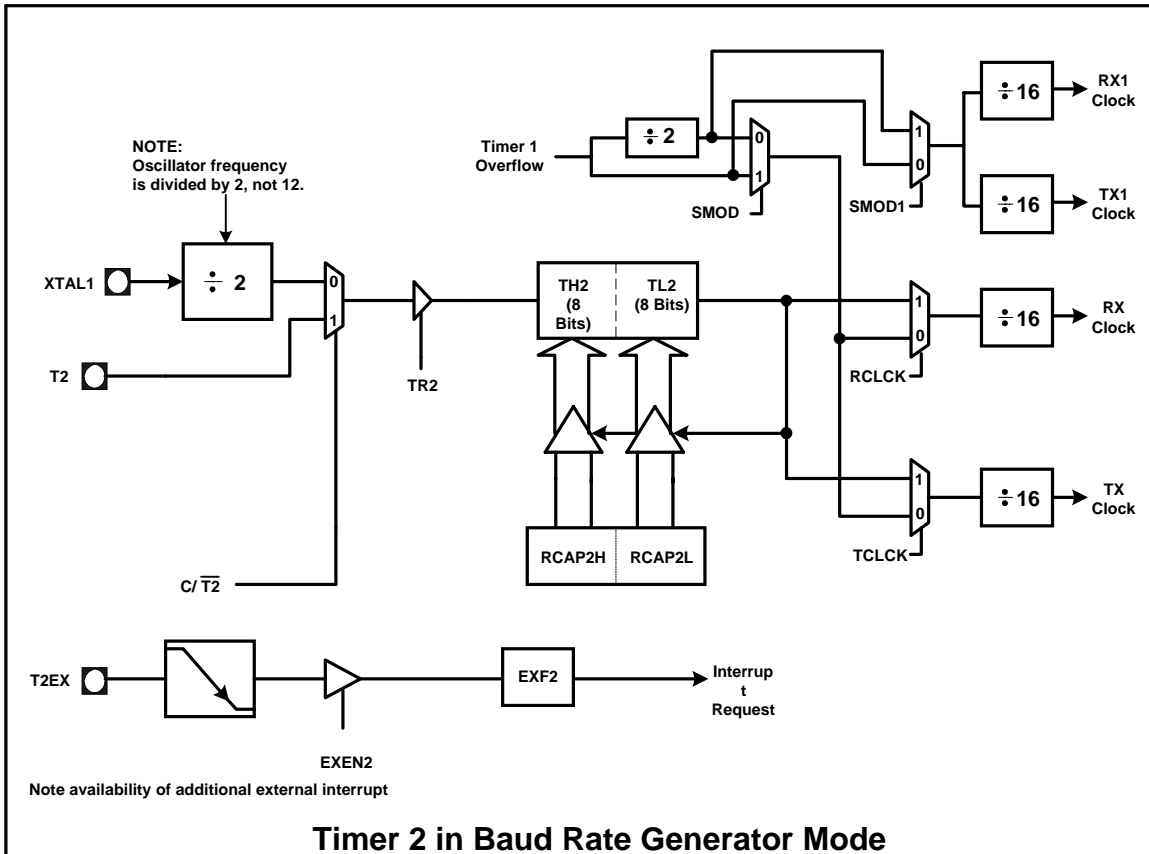 ÷ 16
RX1
Clock
NOTE:
Oscillator frequency
is divided by 2, not 12.
Timer 1
Overflow
÷ 2
0
1
SMOD
1
0
SMOD1
÷ 16
TX1
Clock
XTAL1
÷ 2
0
1
T2
TR2
TH2
(8
Bits)
TL2
(8 Bits)
1
0
RCLCK
÷ 16
RX
Clock
RCAP2H
RCAP2L
1
0
TCLCK
÷ 16
TX
Clock
C/ T2̅
T2EX
EXEN2
EXF2
Interrup
t
Request
Note availability of additional external interrupt
Timer 2 in Baud Rate Generator Mode